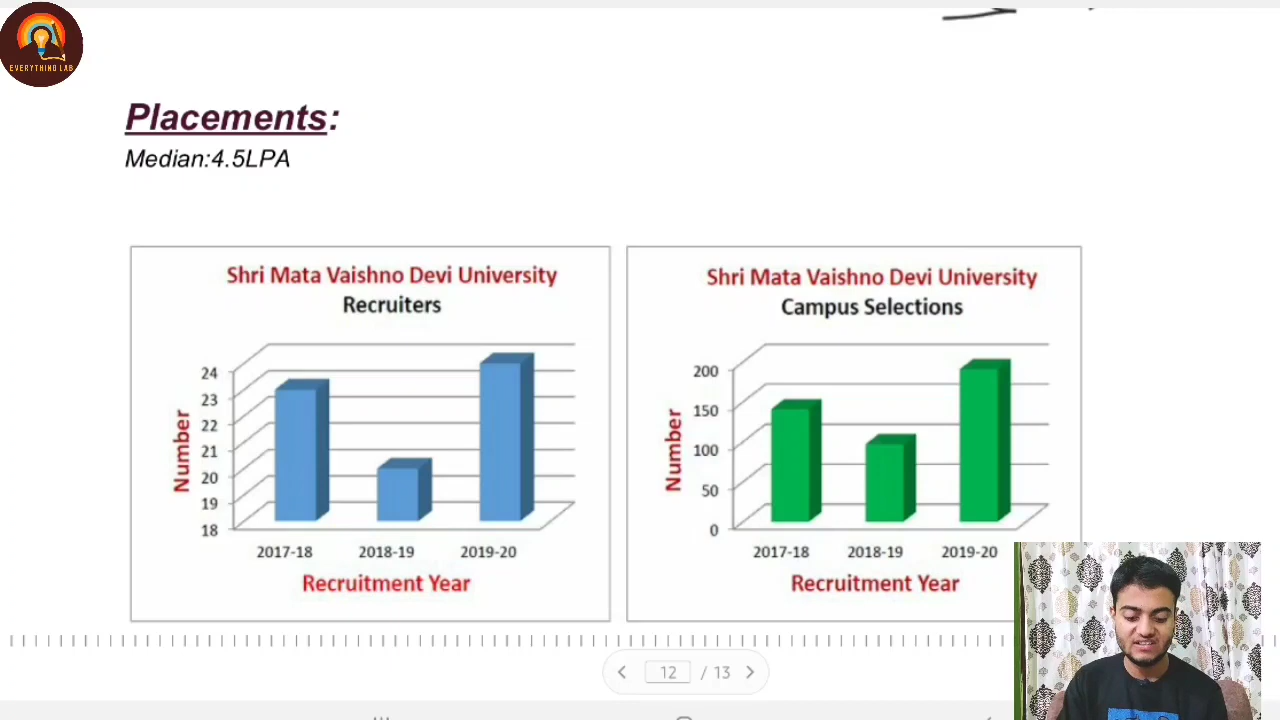 EVERYTHING LAB
Placements:
Median:4.5LPA
Shri Mata Vaishno Devi University
Recruiters
24
23
22
21
20
19
18
Number
2017-18 2018-19 2019-20
Recruitment Year
Shri Mata Vaishno Devi University
Campus Selections
200
150
100
50
0
Number
2017-18 2018-19 2019-20
Recruitment Year
12 / 13